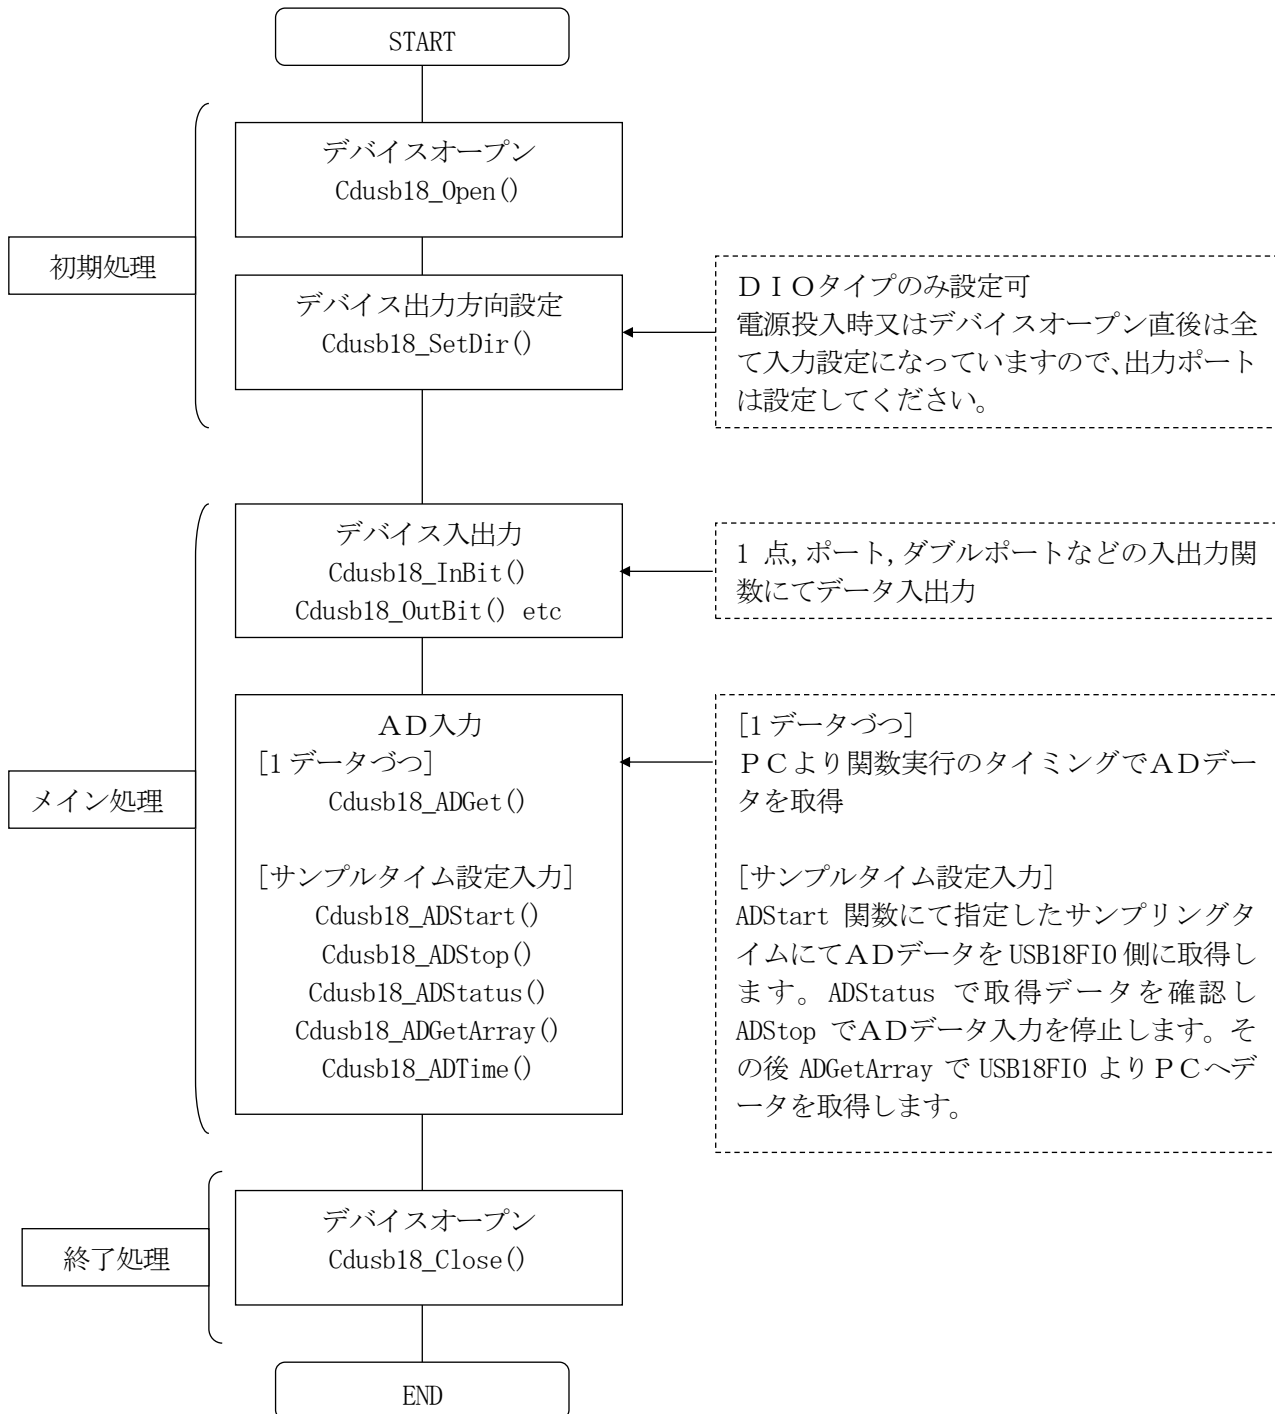 START
デバイスオープン
Cdusb18_Open()
初期処理
デバイス出力方向設定
Cdusb18_SetDir()
ＤＩＯタイプのみ設定可
電源投入時又はデバイスオープン直後は全
て入力設定になっていますので、出力ポート
は設定してください。
デバイス入出力
Cdusb18_InBit()
Cdusb18_OutBit() etc
1 点,ポート,ダブルポートなどの入出力関
数にてデータ入出力
メイン処理
ＡＤ入力
[1 データづつ]
Cdusb18_ADGet()
[サンプルタイム設定入力]
Cdusb18_ADStart()
Cdusb18_ADStop()
Cdusb18_ADStatus()
Cdusb18_ADGetArray()
Cdusb18_ADTime()
[1 データづつ]
ＰＣより関数実行のタイミングでＡＤデー
タを取得
[サンプルタイム設定入力]
ADStart 関数にて指定したサンプリングタ
イムにてＡＤデータを USB18FIO 側に取得し
ます。ADStatus で取得データを確認し
ADStop でＡＤデータ入力を停止します。そ
の後 ADGetArray で USB18FIO よりＰＣへデ
ータを取得します。
終了処理
デバイスオープン
Cdusb18_Close()
END